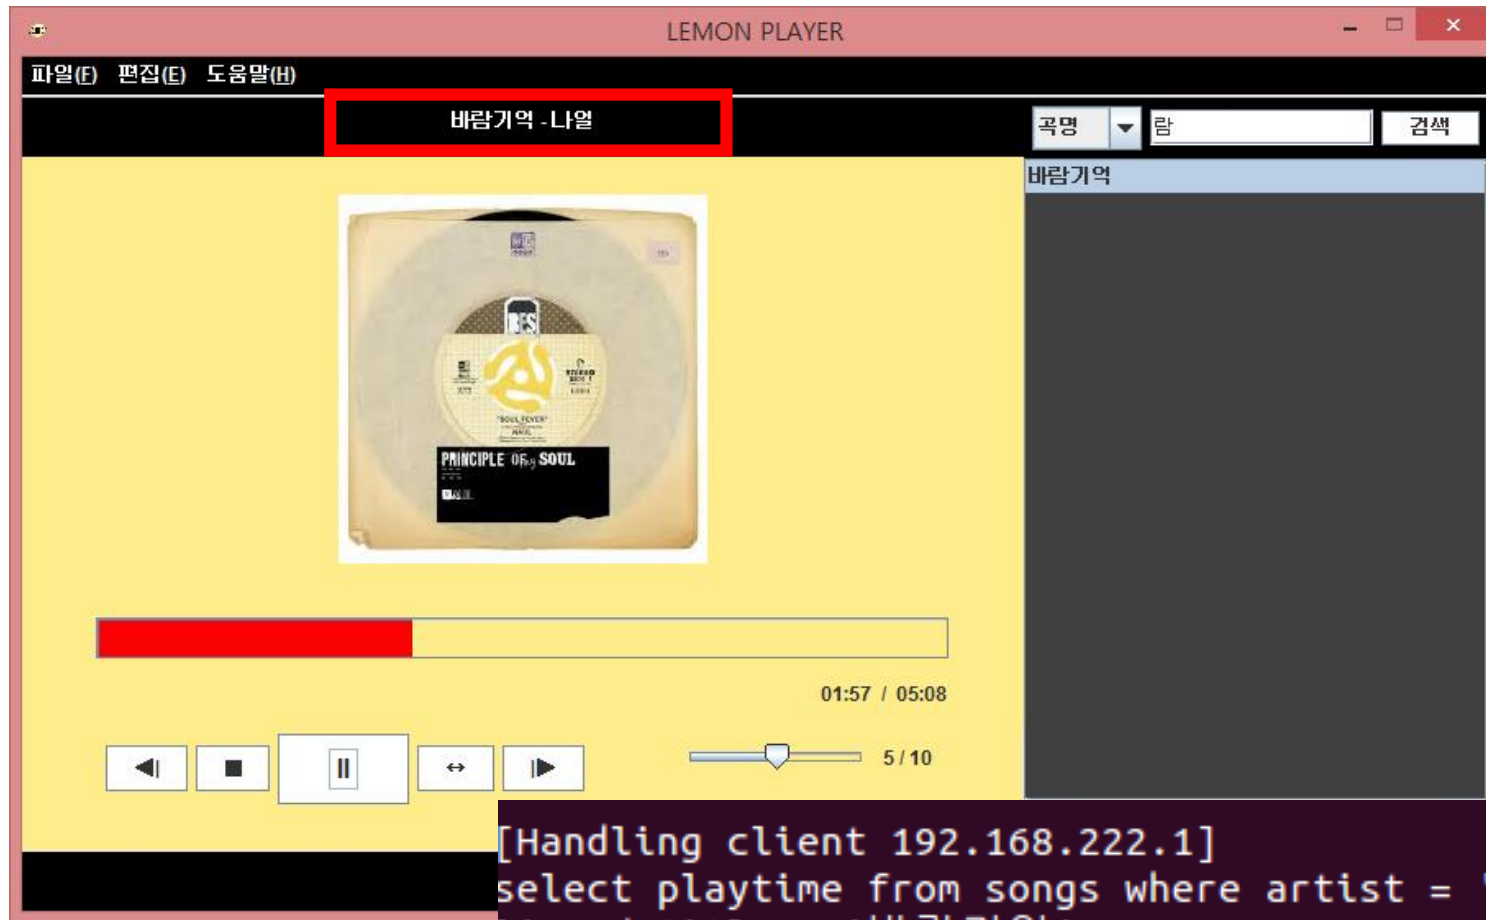 LEMON PLAYER
파일(F) 편집(E) 도움말(H)
바람기억 - 나얼
곡명 람 검색
바람기억
"SOUL FEVER"
PRINCIPLE OF my SOUL
01:57 / 05:08
5 / 10
[Handling client 192.168.222.1]
select playtime from songs where artist = '